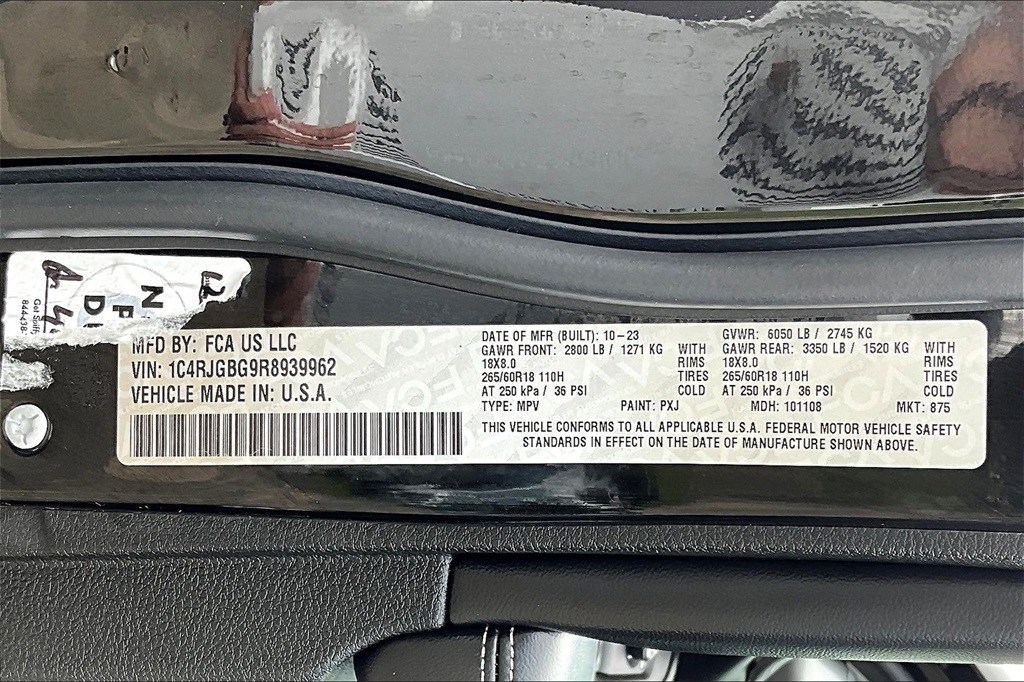 MFD BY: FCA US LLC
VIN: 1C4RJGBG9R8939962
VEHICLE MADE IN: U.S.A.
DATE OF MFR (BUILT): 10-23
GAWR FRONT: 2800 LB / 1271 KG WITH
18X8.0 RIMS
265/60R18 110H TIRES
AT 250 kPa / 36 PSI COLD
TYPE: MPV PAINT: PXJ
GVWR: 6050 LB / 2745 KG
GAWR REAR: 3350 LB / 1520 KG WITH
18X8.0 RIMS
265/60R18 110H TIRES
AT 250 kPa / 36 PSI COLD
MDH: 101108 MKT: 875
THIS VEHICLE CONFORMS TO ALL APPLICABLE U.S.A. FEDERAL MOTOR VEHICLE SAFETY
STANDARDS IN EFFECT ON THE DATE OF MANUFACTURE SHOWN ABOVE.